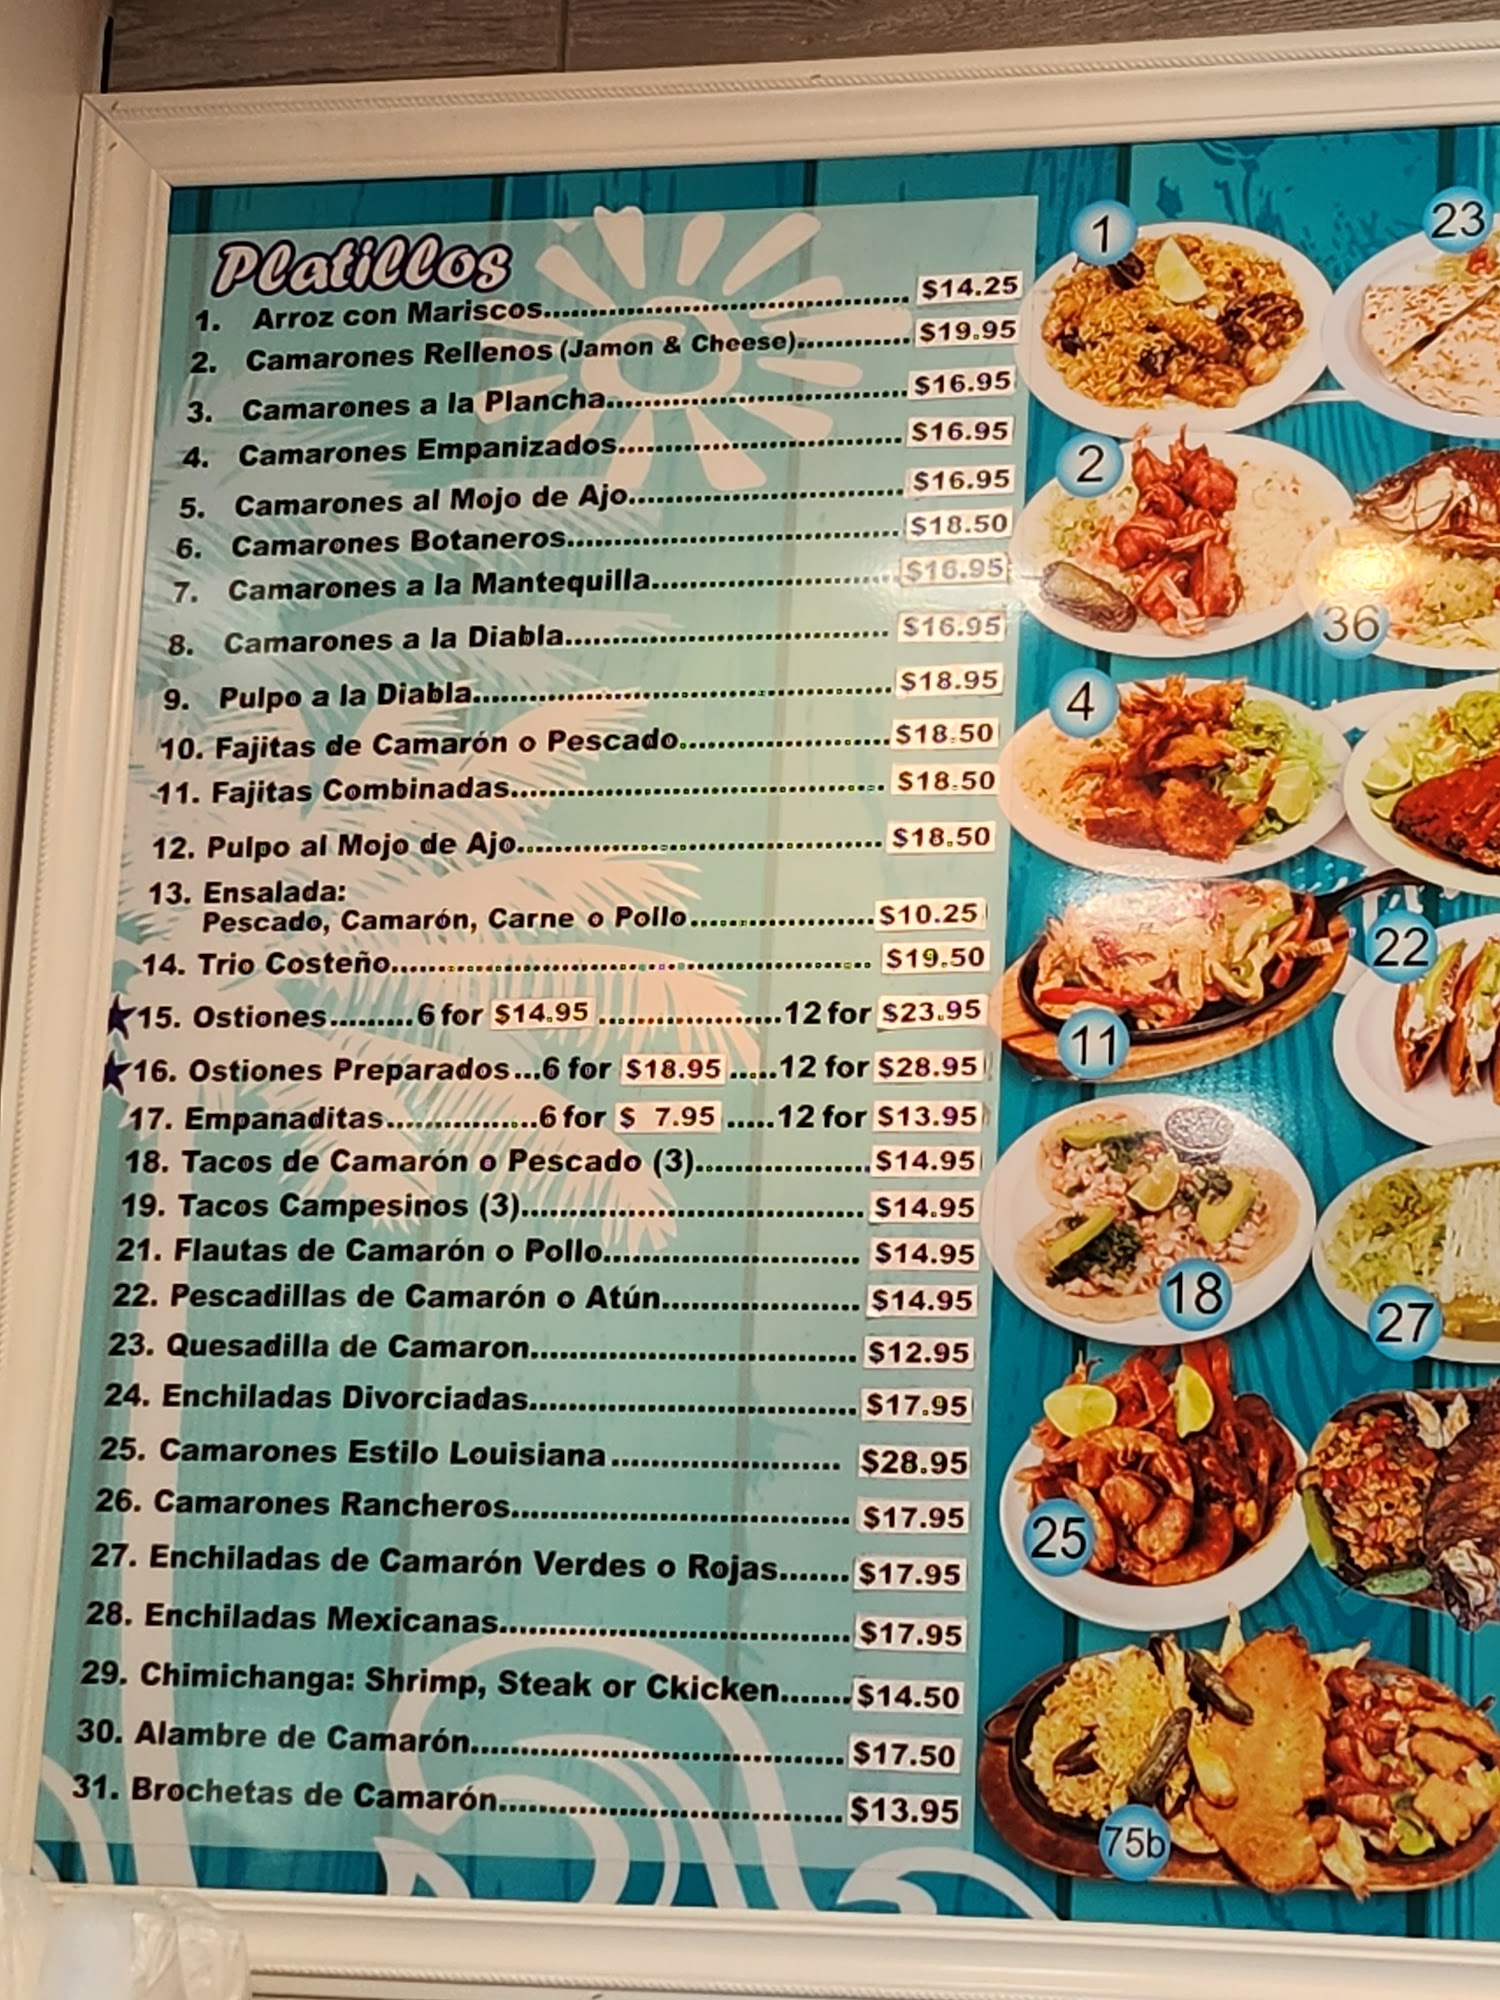 Platillos
1. Arroz con Mariscos............ $14.25
2. Camarones Rellenos (Jamon & Cheese)............ $19.95
3. Camarones a la Plancha............ $16.95
4. Camarones Empanizados............ $16.95
5. Camarones al Mojo de Ajo............ $16.95
6. Camarones Botaneros............ $18.50
7. Camarones a la Mantequilla............ $16.95
8. Camarones a la Diabla............ $16.95
9. Pulpo a la Diabla............ $18.95
10. Fajitas de Camarón o Pescado............ $18.50
11. Fajitas Combinadas............ $18.50
12. Pulpo al Mojo de Ajo............ $18.50
13. Ensalada:
Pescado, Camarón, Carne o Pollo............ $10.25
14. Trio Costeño............ $19.50
15. Ostiones.........6 for $14.95 ..................12 for $23.95
16. Ostiones Preparados...6 for $18.95 .....12 for $28.95
17. Empanaditas................6 for $ 7.95 .....12 for $13.95
18. Tacos de Camarón o Pescado (3)............ $14.95
19. Tacos Campesinos (3)............ $14.95
21. Flautas de Camarón o Pollo............ $14.95
22. Pescadillas de Camarón o Atún............ $14.95
23. Quesadilla de Camaron............ $12.95
24. Enchiladas Divorciadas............ $17.95
25. Camarones Estilo Louisiana ............ $28.95
26. Camarones Rancheros............ $17.95
27. Enchiladas de Camarón Verdes o Rojas....... $17.95
28. Enchiladas Mexicanas............ $17.95
29. Chimichanga: Shrimp, Steak or Ckicken....... $14.50
30. Alambre de Camarón............ $17.50
31. Brochetas de Camarón............ $13.95
1
23
2
36
4
22
11
18
27
25
75b